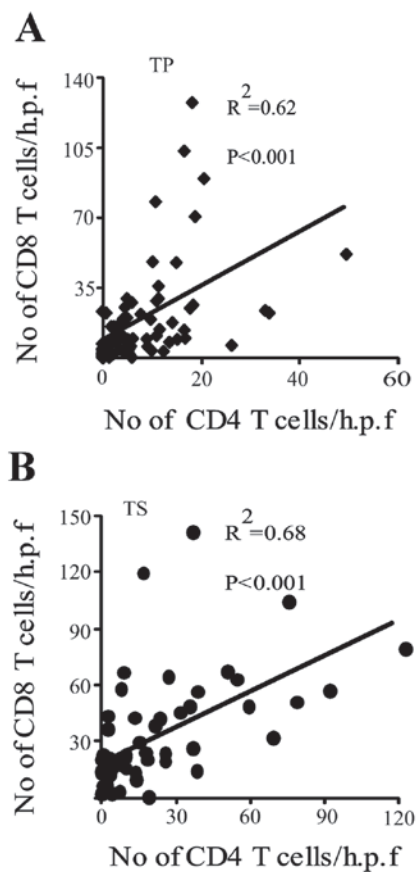 A
TP
R2=0.62
P<0.001
No of CD8 T cells/h.p.f
140
105
70
35
0
20
40
60
No of CD4 T cells/h.p.f
B
TS
R2=0.68
P<0.001
No of CD8 T cells/h.p.f
150
120
90
60
30
0
30
60
90
120
No of CD4 T cells/h.p.f